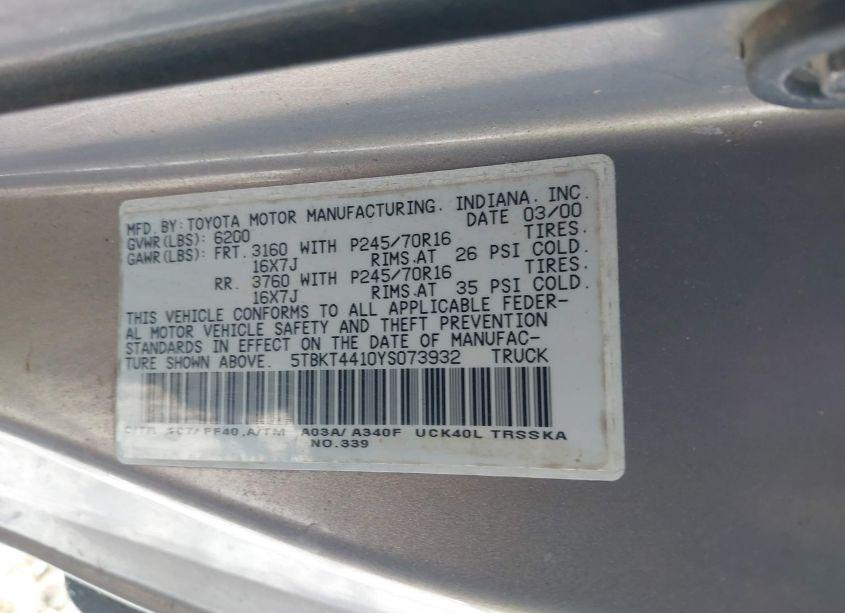 MFD. BY: TOYOTA MOTOR MANUFACTURING. INDIANA, INC.
GVWR(LBS): 6200 DATE 03/00
GAWR(LBS): FRT. 3160 WITH P245/70R16 TIRES.
16X7J RIMS.AT 26 PSI COLD.
RR. 3760 WITH P245/70R16 TIRES.
16X7J RIMS.AT 35 PSI COLD.
THIS VEHICLE CONFORMS TO ALL APPLICABLE FEDER-
AL MOTOR VEHICLE SAFETY AND THEFT PREVENTION
STANDARDS IN EFFECT ON THE DATE OF MANUFAC-
TURE SHOWN ABOVE. 5TBKT4410YS073932 TRUCK
A/TM A03A/ A340F UCK40L TRSSKA
NO.339